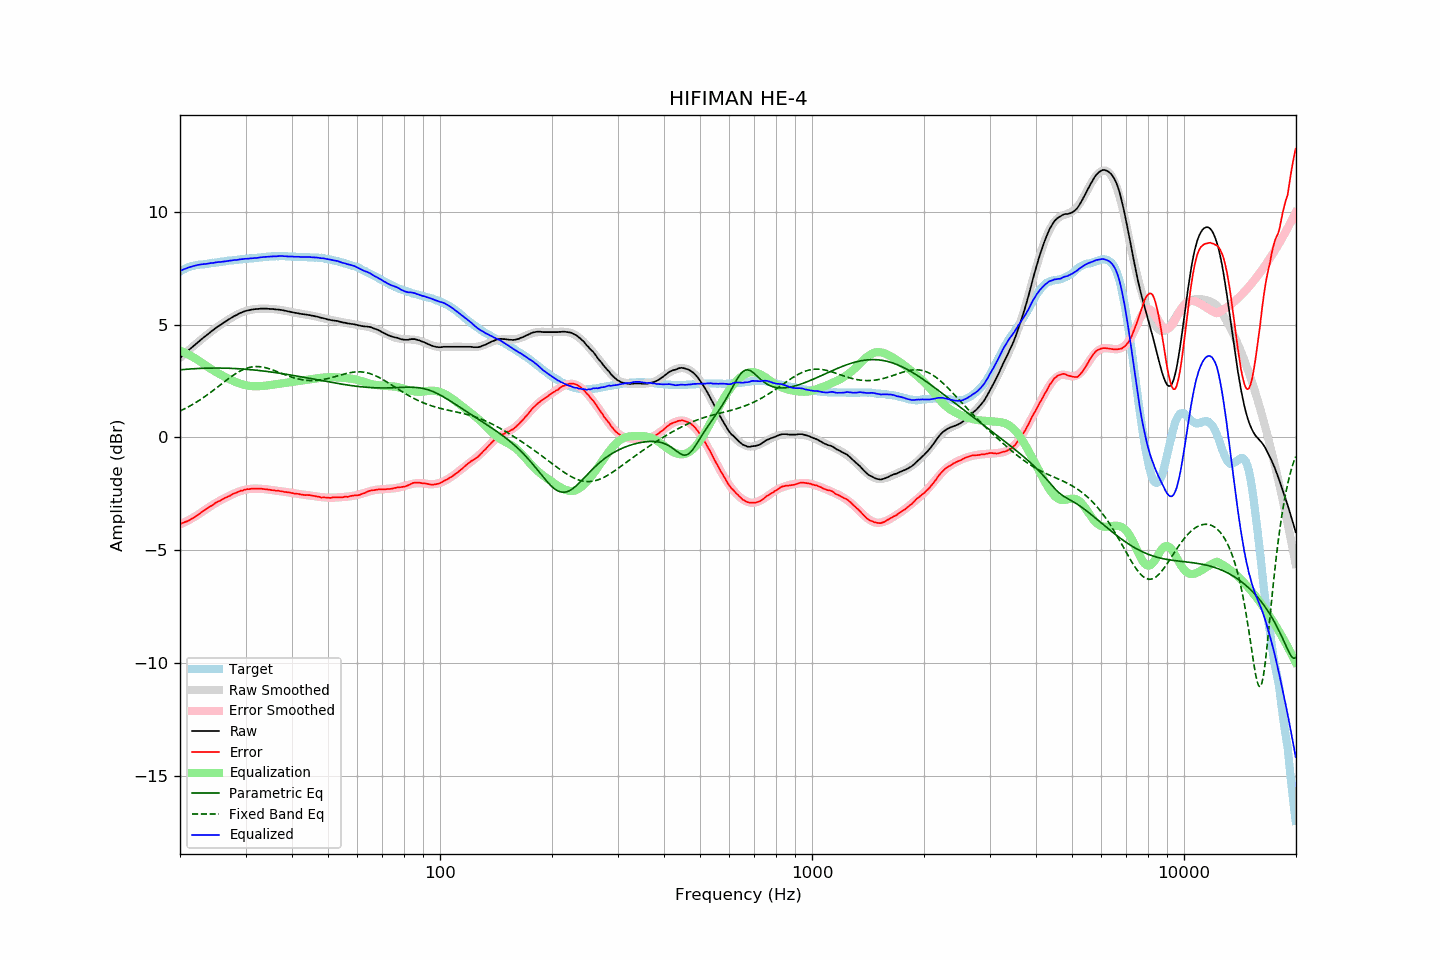 HIFIMAN HE-4
Amplitude (dBr)
10
5
0
−5
−10
−15
Target
Raw Smoothed
Error Smoothed
Raw
Error
Equalization
Parametric Eq
Fixed Band Eq
Equalized
100
1000
10000
Frequency (Hz)